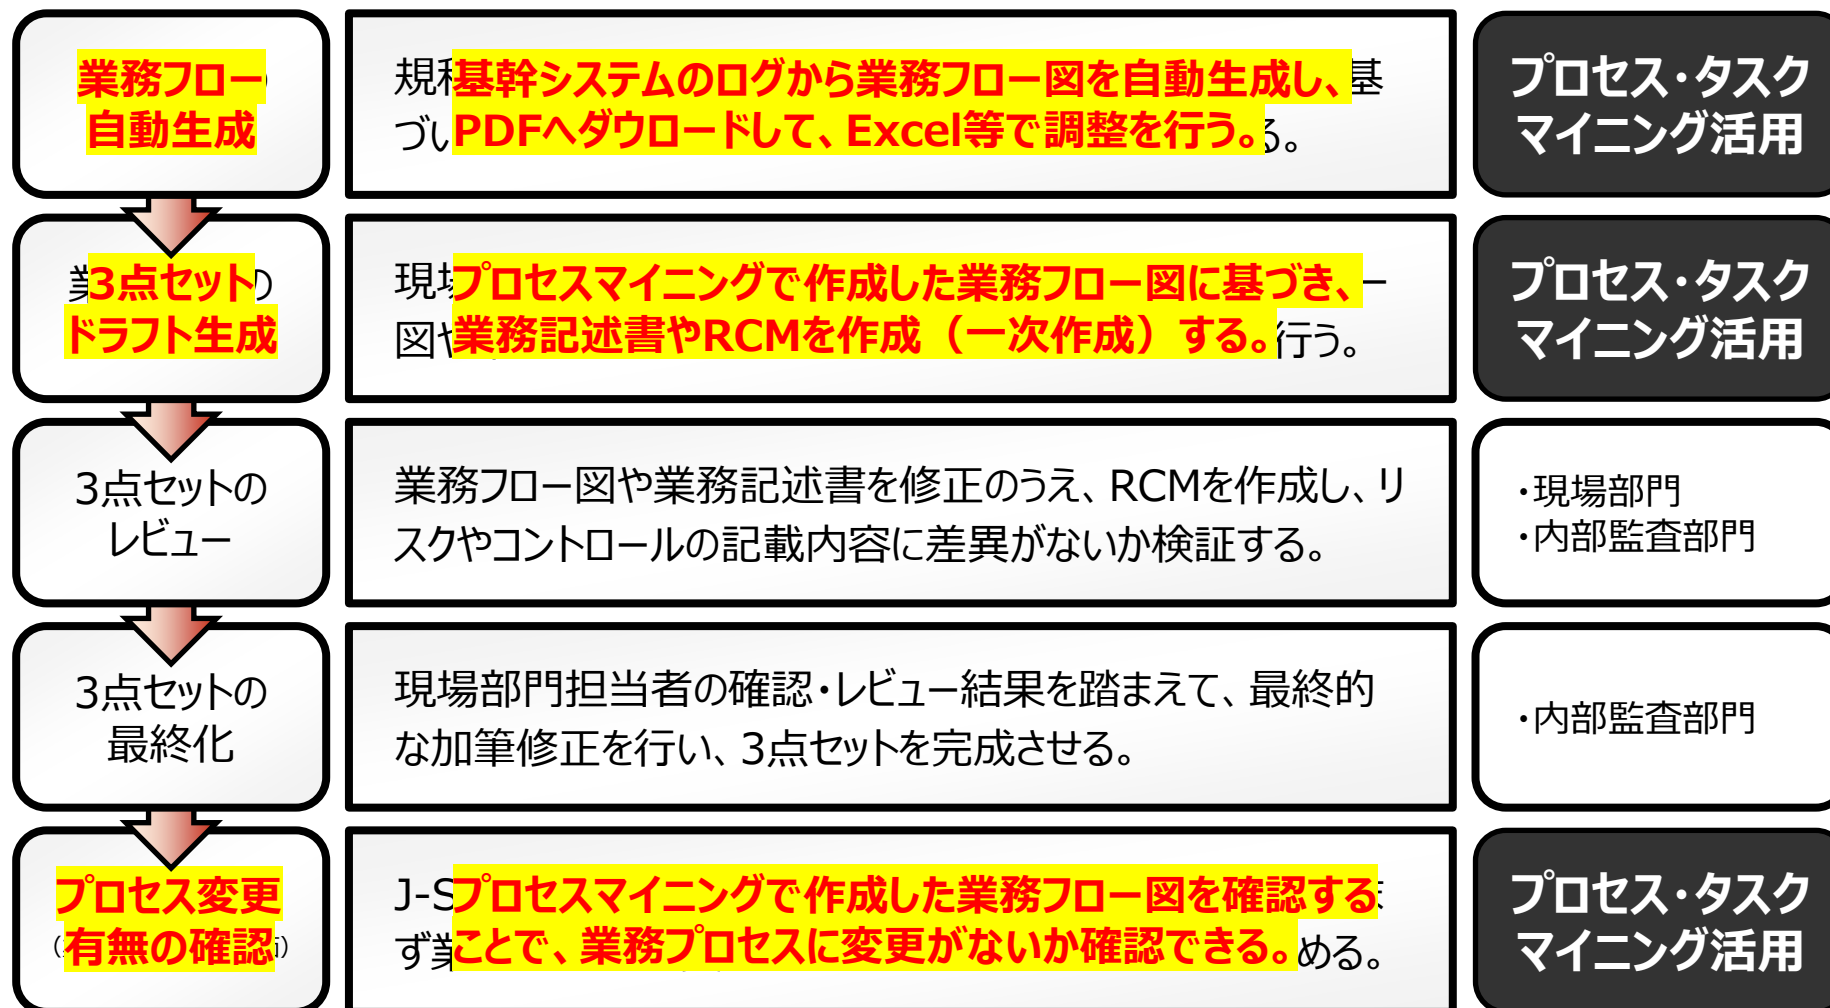 業務フロー
自動生成
規 基幹システムのログから業務フロー図を自動生成し、 基
づい PDFへダウロードして、Excel等で調整を行う。 る。
プロセス・タスク
マイニング活用
3点セット の
ドラフト生成
現場 プロセスマイニングで作成した業務フロー図に基づき、 ー
図や 業務記述書やRCMを作成（一次作成）する。 行う。
プロセス・タスク
マイニング活用
3点セットの
レビュー
業務フロー図や業務記述書を修正のうえ、RCMを作成し、リ
スクやコントロールの記載内容に差異がないか検証する。
・現場部門
・内部監査部門
3点セットの
最終化
現場部門担当者の確認・レビュー結果を踏まえて、最終的
な加筆修正を行い、3点セットを完成させる。
・内部監査部門
プロセス変更
有無の確認
J-S プロセスマイニングで作成した業務フロー図を確認する
ず業 ことで、業務プロセスに変更がないか確認できる。 める。
プロセス・タスク
マイニング活用